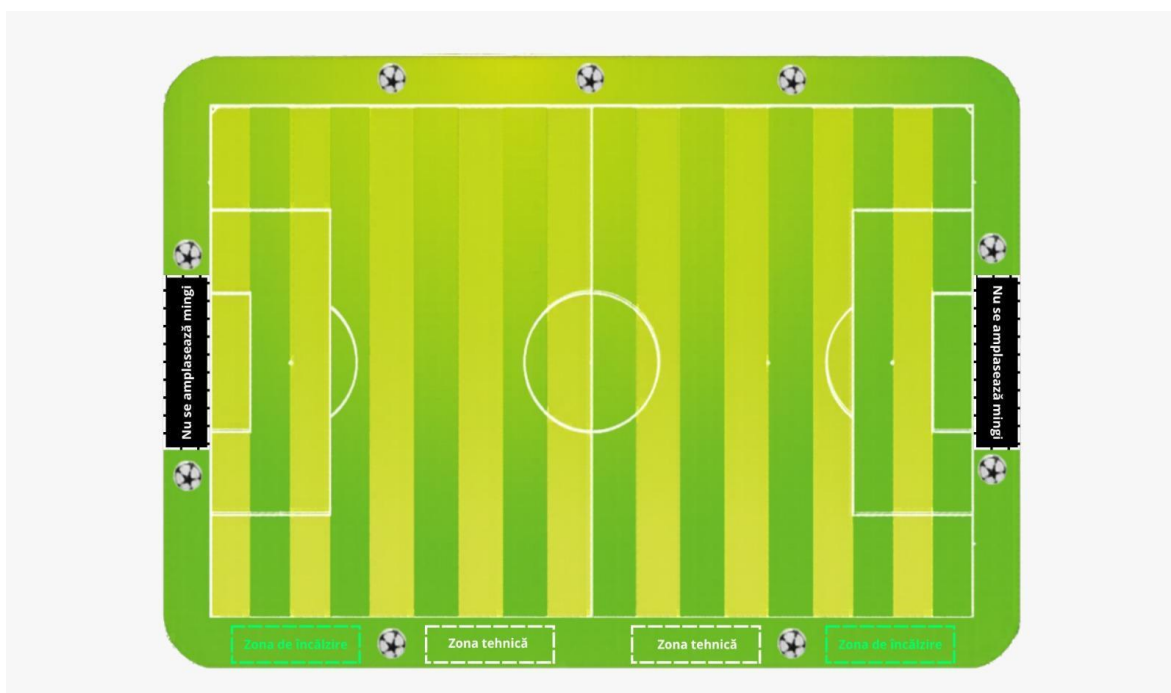 Nu se amplasează mingi
Nu se amplasează mingi
Zona de încălzire
Zona tehnică
Zona tehnică
Zona de încălzire